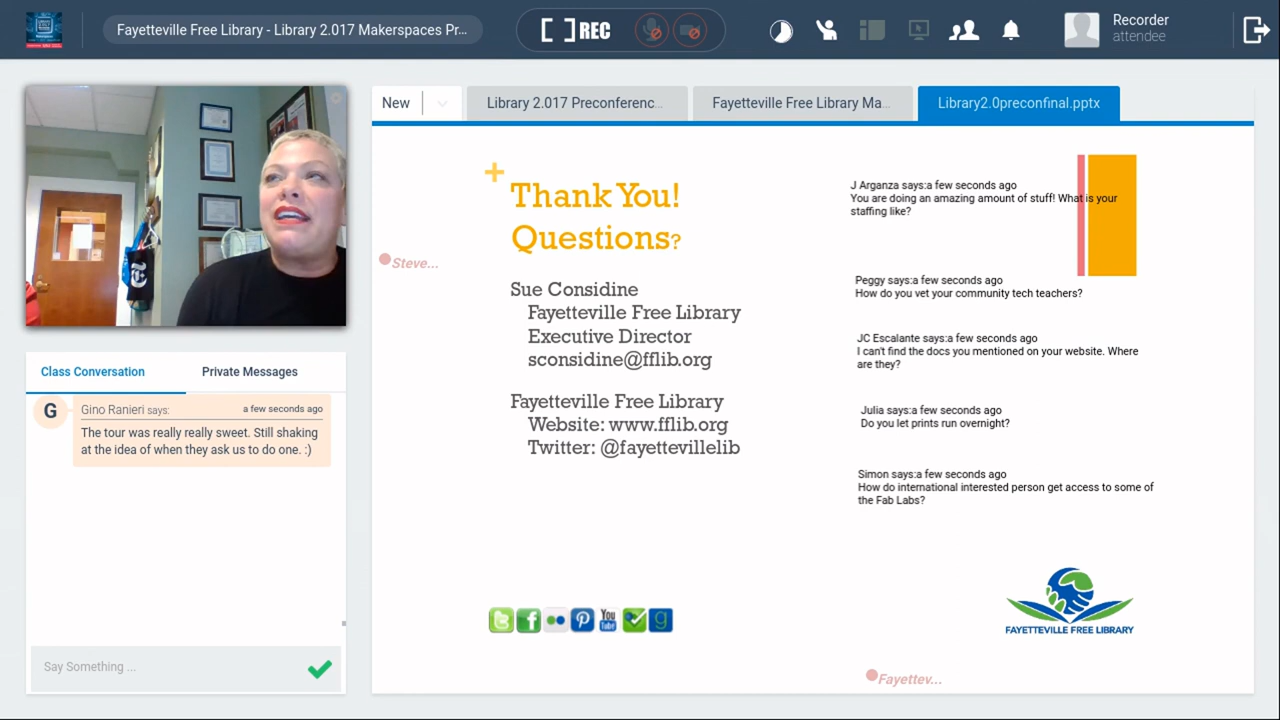 Fayetteville Free Library - Library 2.017 Makerspaces Pr...
[ ] REC
Recorder
attendee
New
Library 2.017 Preconferenc...
Fayetteville Free Library Ma...
Library2.0preconfinal.pptx
Class Conversation
Private Messages
G
Gino Ranieri says:
a few seconds ago
The tour was really really sweet. Still shaking
at the idea of when they ask us to do one. :)
Say Something ...
Steve...
Thank You!
Questions?
Sue Considine
Fayetteville Free Library
Executive Director
sconsidine@fflib.org
Fayetteville Free Library
Website: www.fflib.org
Twitter: @fayettevillelib
J Arganza says:a few seconds ago
You are doing an amazing amount of stuff! What is your
staffing like?
Peggy says:a few seconds ago
How do you vet your community tech teachers?
JC Escalante says:a few seconds ago
I can't find the docs you mentioned on your website. Where
are they?
Julia says:a few seconds ago
Do you let prints run overnight?
Simon says:a few seconds ago
How do international interested person get access to some of
the Fab Labs?
You
Tube
FAYETTEVILLE FREE LIBRARY
Fayettev...